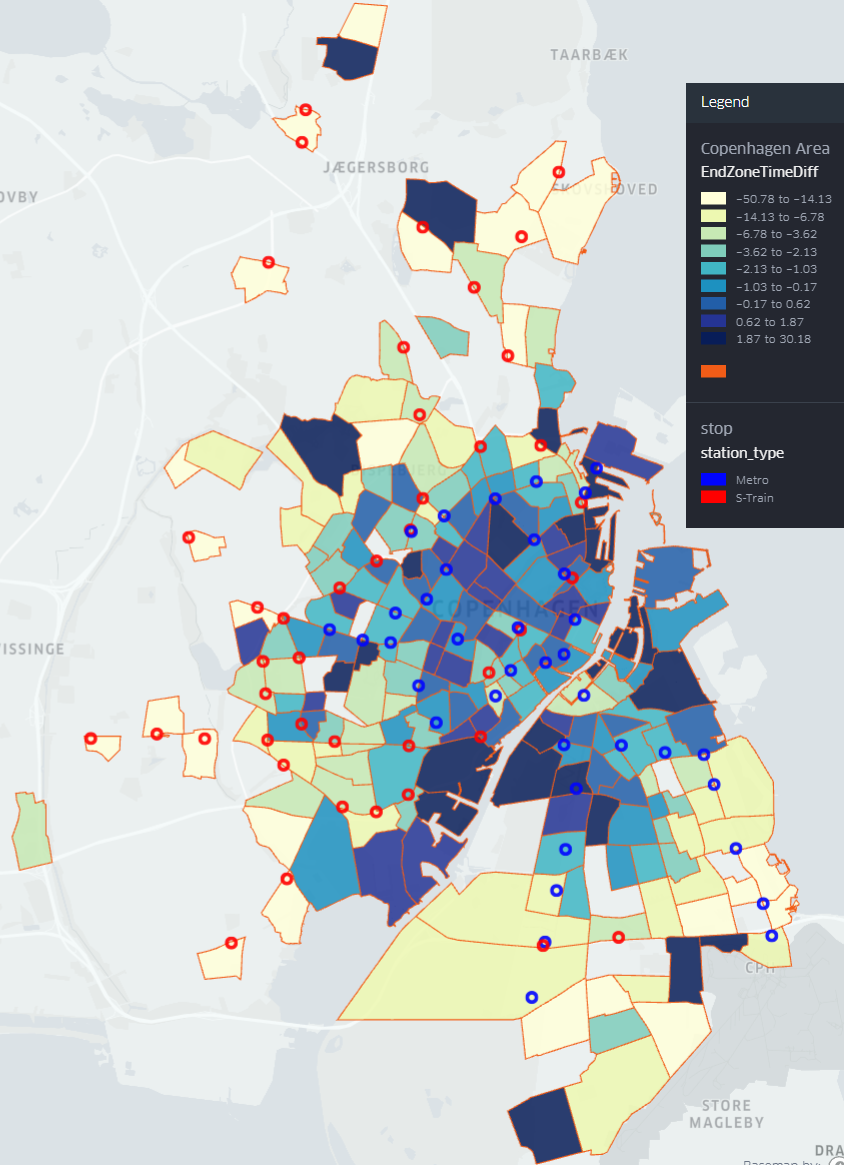 TAARBÆK
JÆGERSBORG
OVBY
SKOVSHOVED
COPENHAGEN
VISSINGE
CPH
STORE
MAGLEBY
DRA
Basemap by:
Legend
Copenhagen Area
EndZoneTimeDiff
−50.78 to −14.13
−14.13 to −6.78
−6.78 to −3.62
−3.62 to −2.13
−2.13 to −1.03
−1.03 to −0.17
−0.17 to 0.62
0.62 to 1.87
1.87 to 30.18
stop
station_type
Metro
S-Train